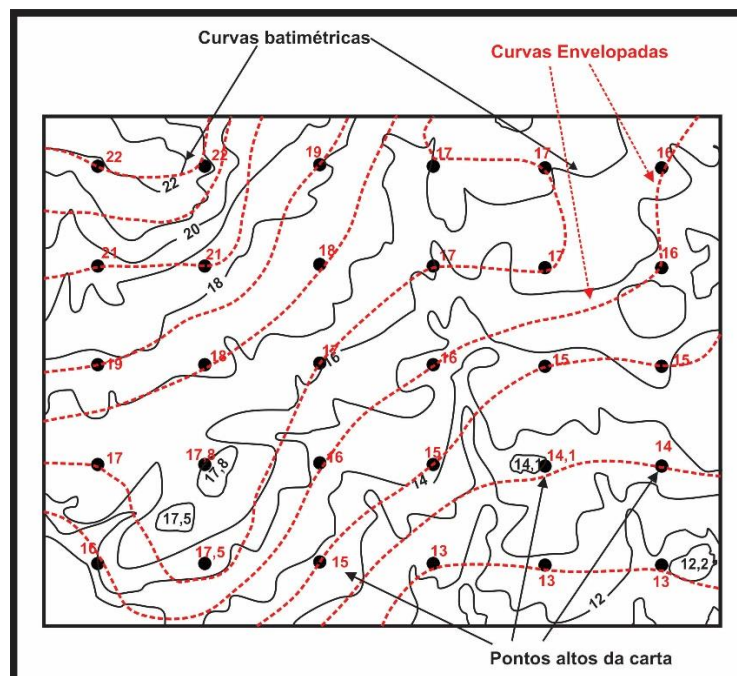 Curvas batimétricas
Curvas Envelopadas
22 22 19 17 17 16
22
20
21 21 18 17 17 16
18
19 18 17 16 15 15
16
17 17,8 16 15 14,1 14,1 14
17,8
14
17,5
16 17,5 15 13 13 13 12,2
12
Pontos altos da carta